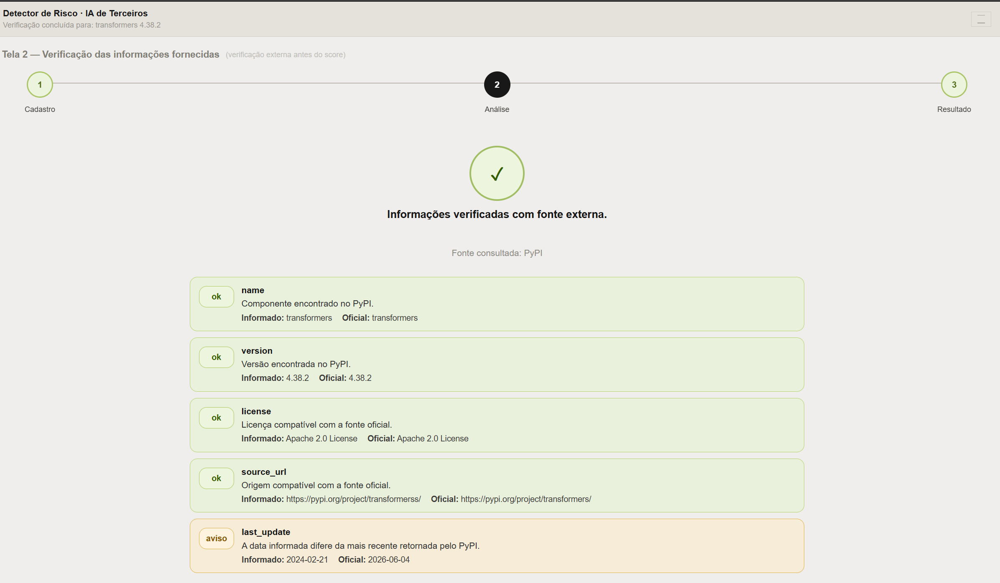 Detector de Risco · IA de Terceiros
Verificação concluída para: transformers 4.38.2
Tela 2 — Verificação das informações fornecidas (verificação externa antes do score)
1
2
3
Cadastro
Análise
Resultado
✓
Informações verificadas com fonte externa.
Fonte consultada: PyPI
ok
name
Componente encontrado no PyPI.
Informado: transformers Oficial: transformers
ok
version
Versão encontrada no PyPI.
Informado: 4.38.2 Oficial: 4.38.2
ok
license
Licença compatível com a fonte oficial.
Informado: Apache 2.0 License Oficial: Apache 2.0 License
ok
source_url
Origem compatível com a fonte oficial.
Informado: https://pypi.org/project/transformerss/ Oficial: https://pypi.org/project/transformers/
aviso
last_update
A data informada difere da mais recente retornada pelo PyPI.
Informado: 2024-02-21 Oficial: 2026-06-04